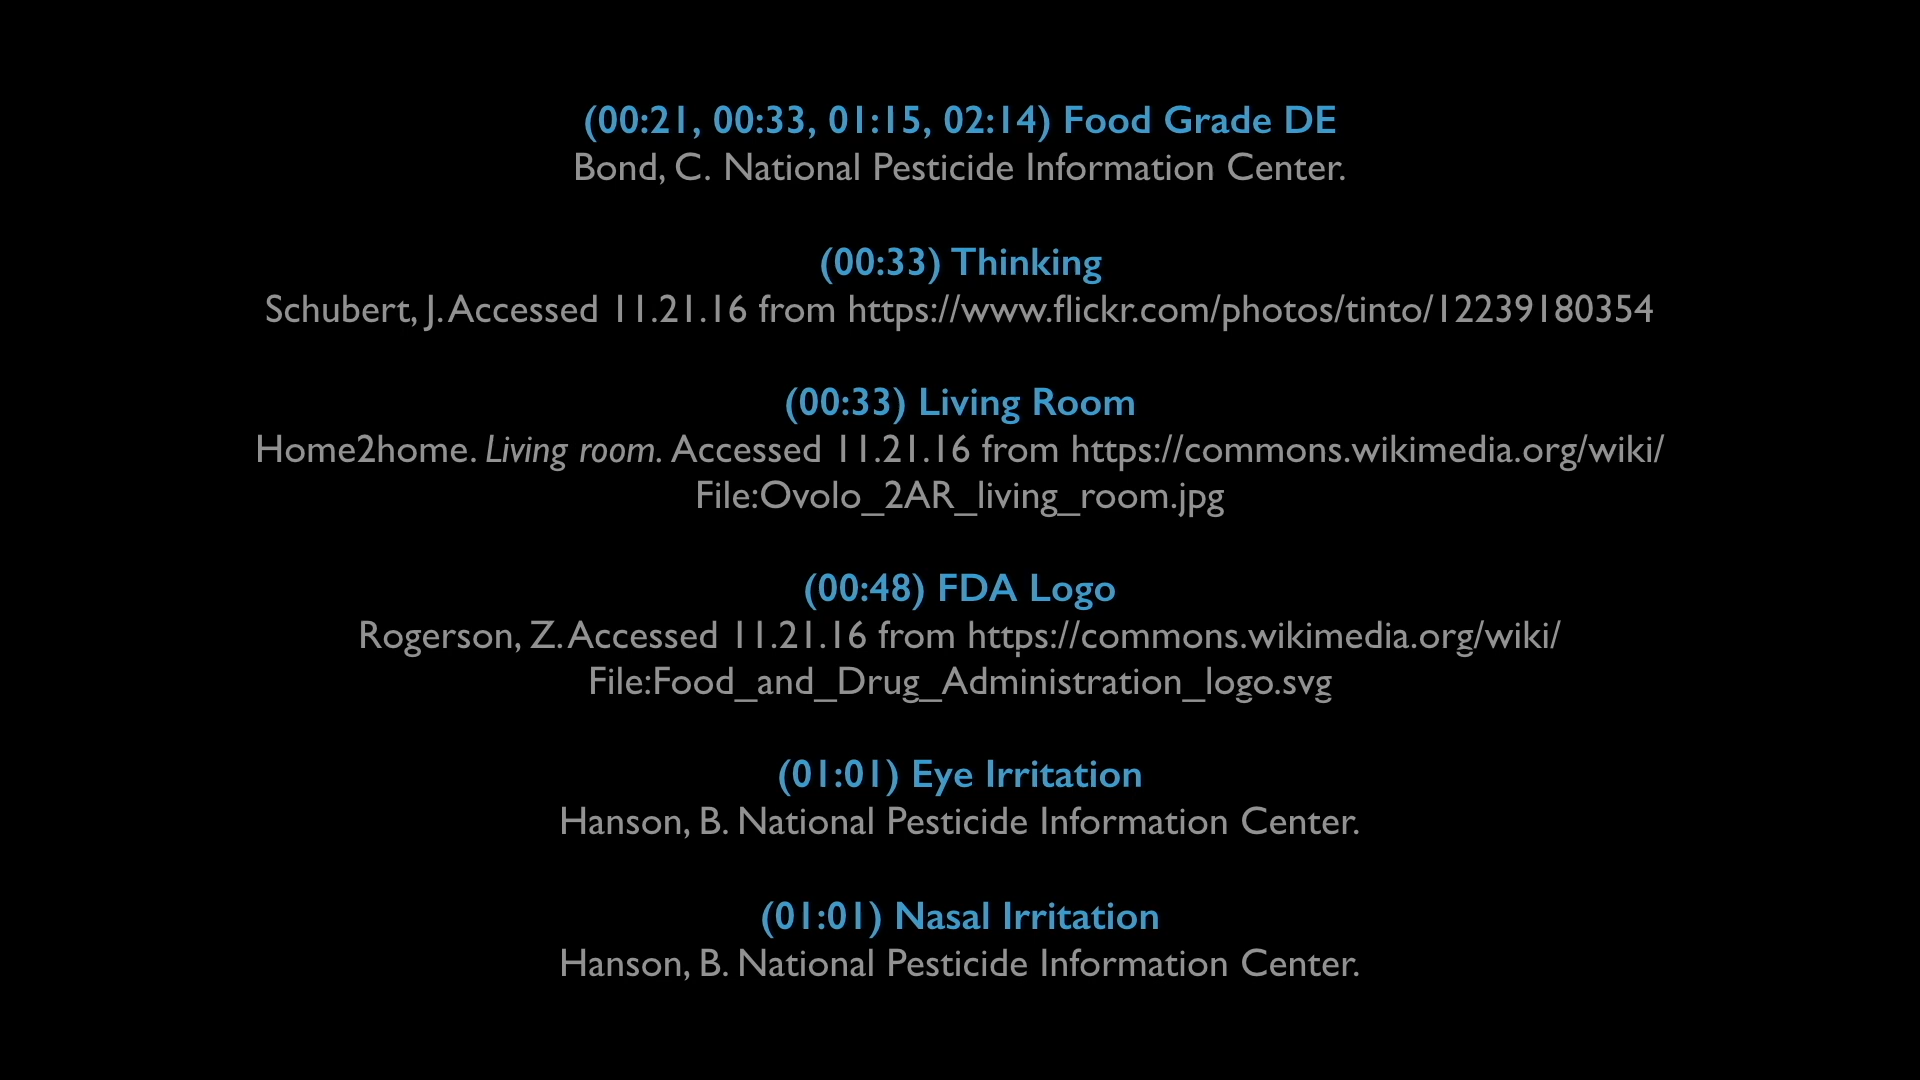 (00:21, 00:33, 01:15, 02:14) Food Grade DE
Bond, C. National Pesticide Information Center.
(00:33) Thinking
Schubert, J. Accessed 11.21.16 from https://www.flickr.com/photos/tinto/12239180354
(00:33) Living Room
Home2home. Living room. Accessed 11.21.16 from https://commons.wikimedia.org/wiki/
File:Ovolo_2AR_living_room.jpg
(00:48) FDA Logo
Rogerson, Z. Accessed 11.21.16 from https://commons.wikimedia.org/wiki/
File:Food_and_Drug_Administration_logo.svg
(01:01) Eye Irritation
Hanson, B. National Pesticide Information Center.
(01:01) Nasal Irritation
Hanson, B. National Pesticide Information Center.